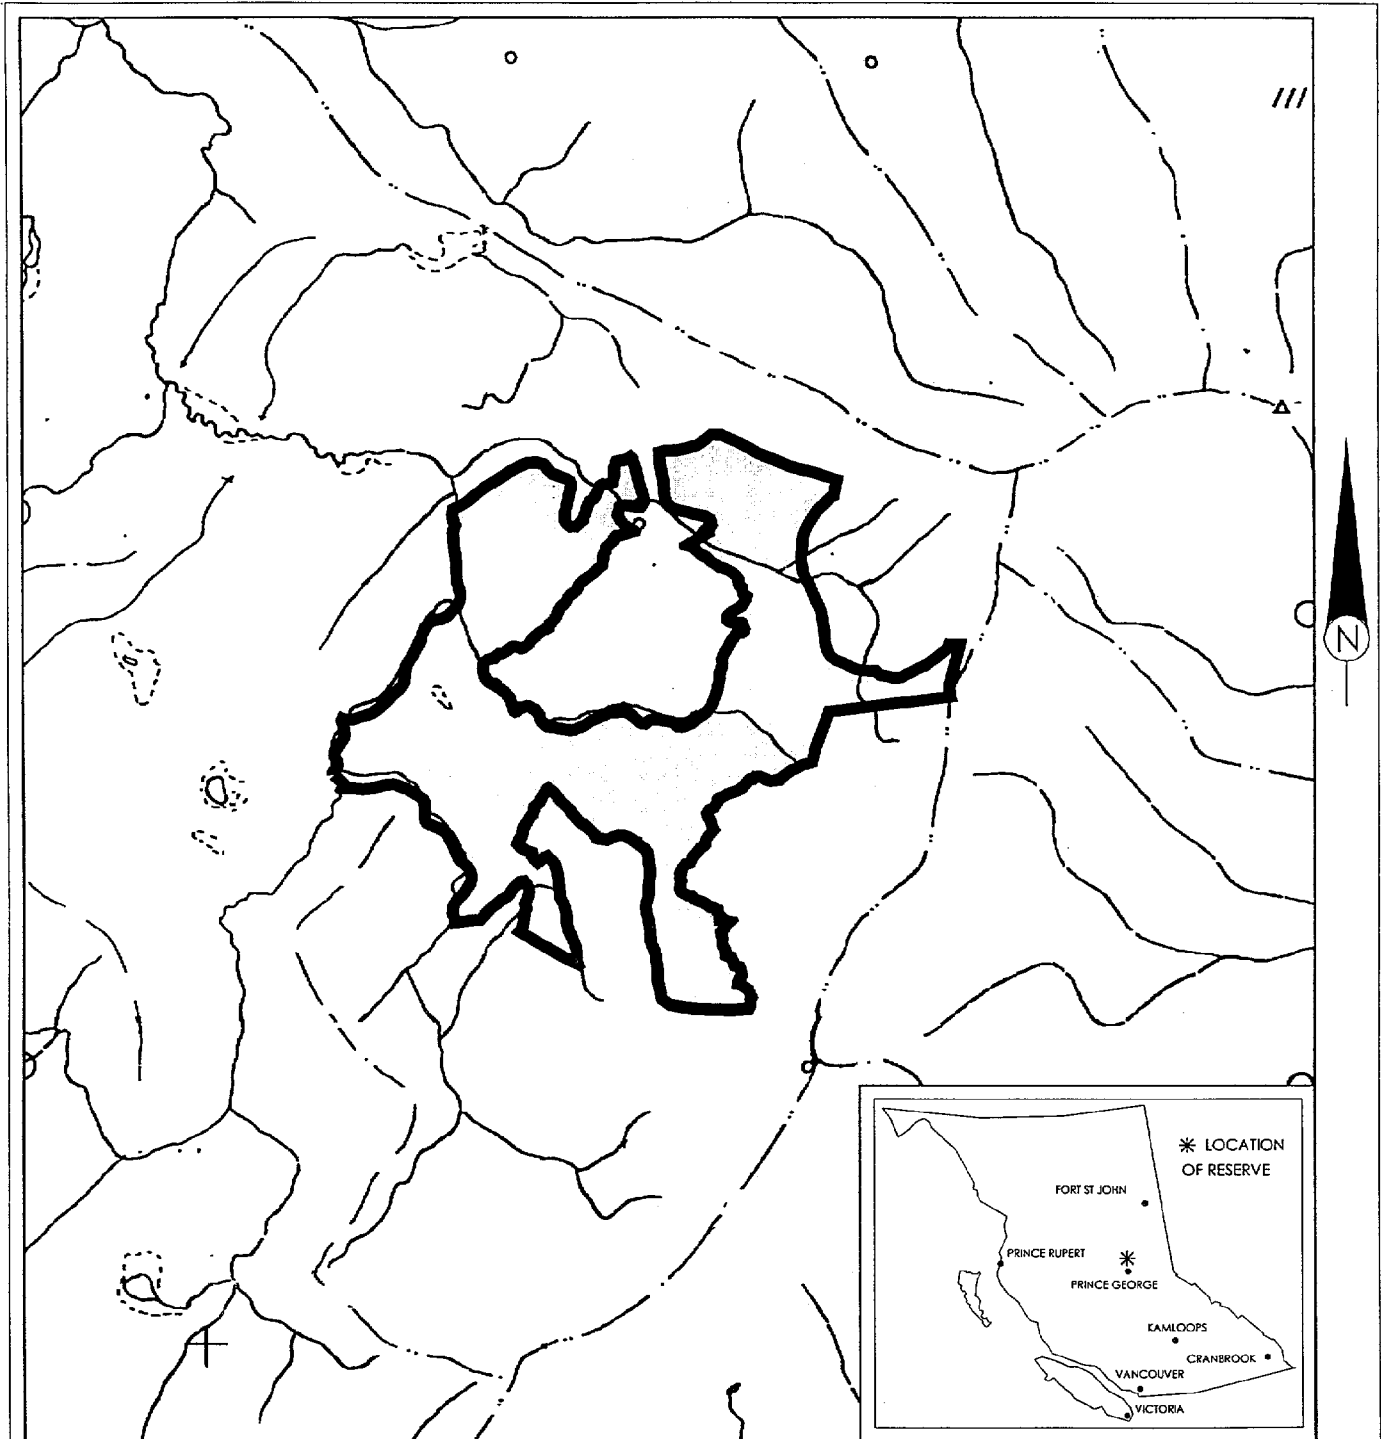 N
✳ LOCATION
OF RESERVE
FORT ST JOHN
PRINCE RUPERT
PRINCE GEORGE
KAMLOOPS
CRANBROOK
VANCOUVER
VICTORIA